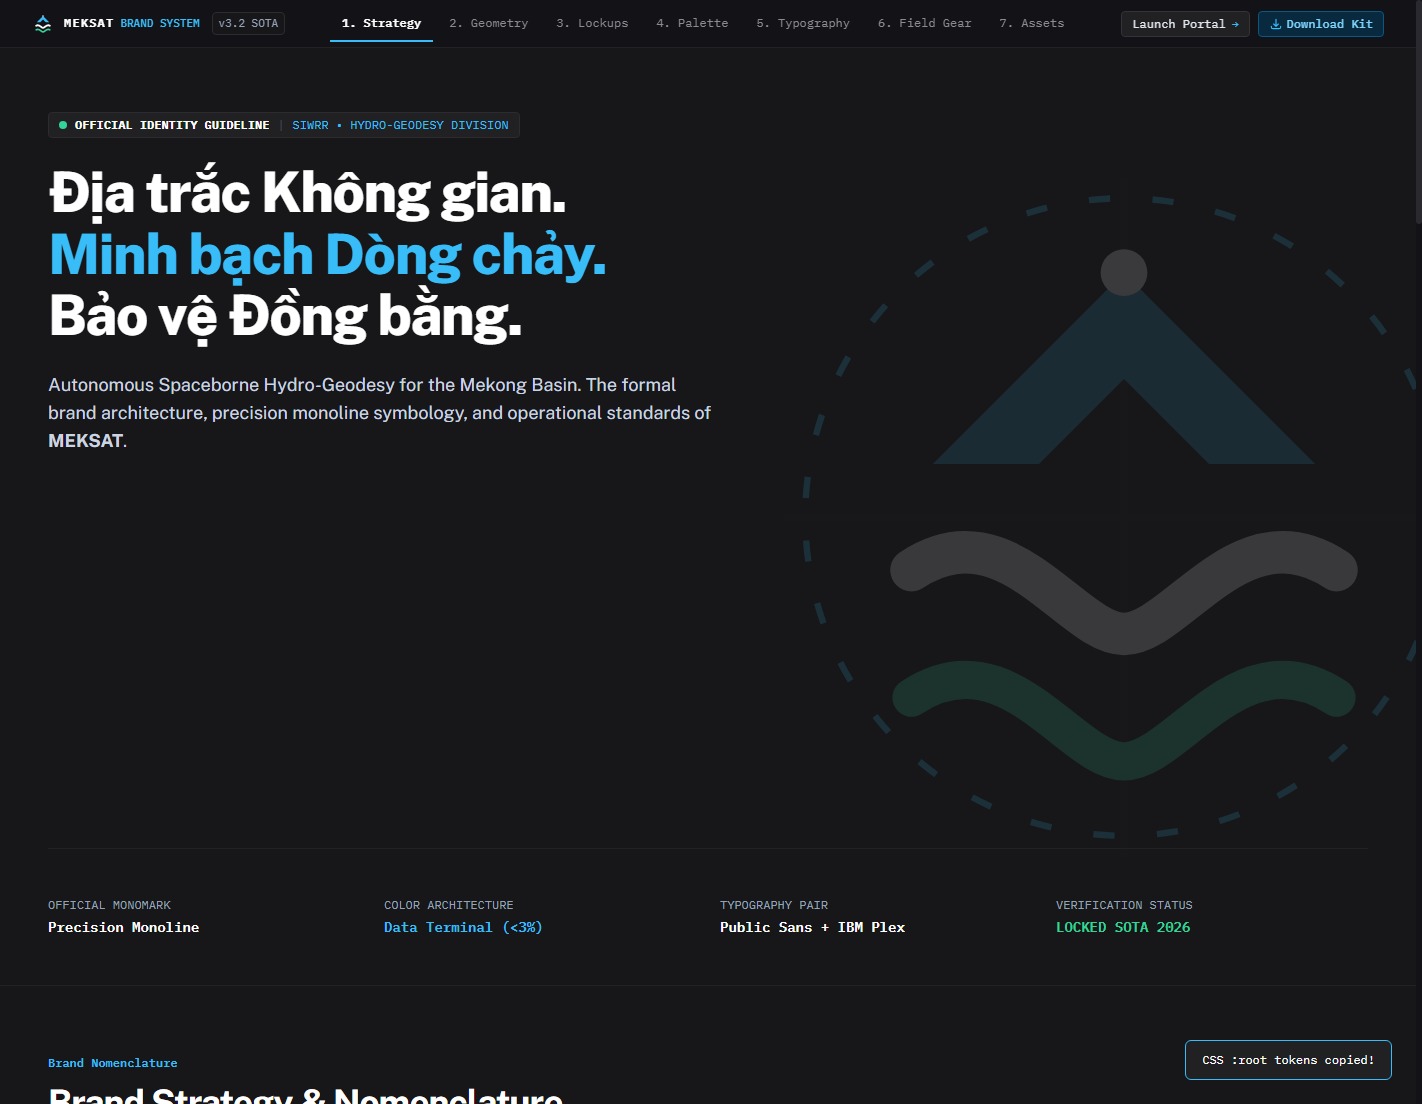 MEKSAT BRAND SYSTEM v3.2 SOTA
1. Strategy
2. Geometry
3. Lockups
4. Palette
5. Typography
6. Field Gear
7. Assets
Launch Portal →
Download Kit
OFFICIAL IDENTITY GUIDELINE | SIWRR • HYDRO-GEODESY DIVISION
Địa trắc Không gian.
Minh bạch Dòng chảy.
Bảo vệ Đồng bằng.
Autonomous Spaceborne Hydro-Geodesy for the Mekong Basin. The formal
brand architecture, precision monoline symbology, and operational standards of
MEKSAT.
OFFICIAL MONOMARK
Precision Monoline
COLOR ARCHITECTURE
Data Terminal (<3%)
TYPOGRAPHY PAIR
Public Sans + IBM Plex
VERIFICATION STATUS
LOCKED SOTA 2026
Brand Nomenclature
Brand Strategy & Nomenclature
CSS :root tokens copied!